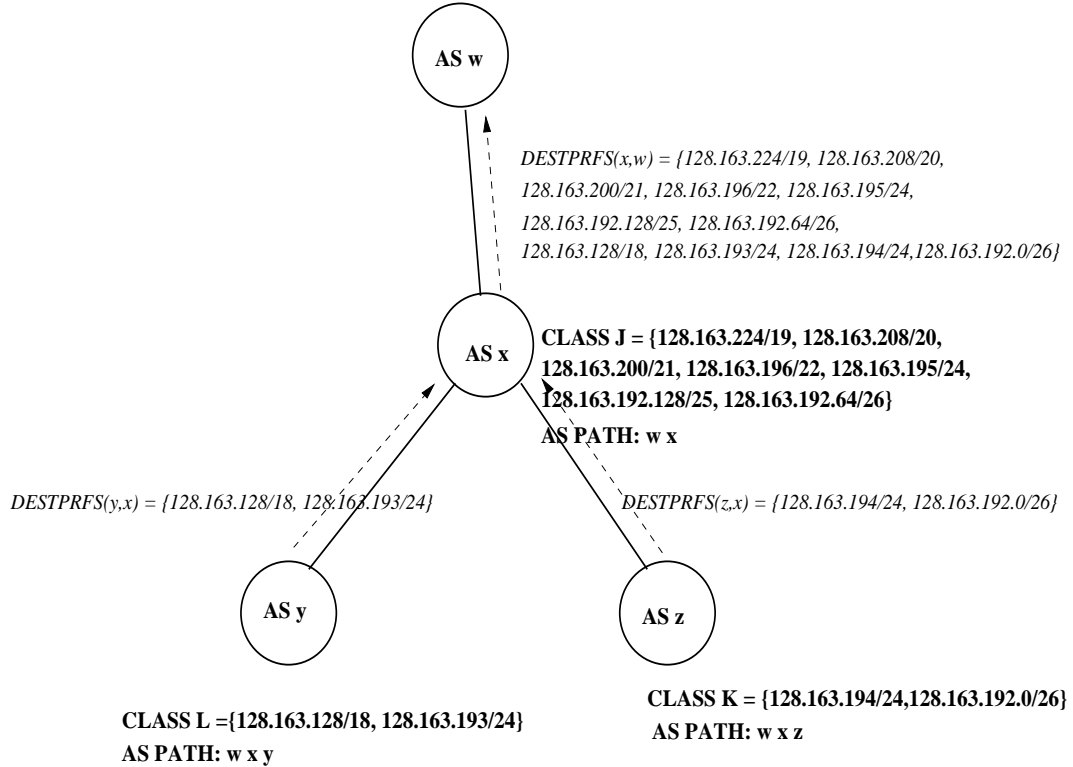 AS w
DESTPRFS(x,w) = {128.163.224/19, 128.163.208/20,
128.163.200/21, 128.163.196/22, 128.163.195/24,
128.163.192.128/25, 128.163.192.64/26,
128.163.128/18, 128.163.193/24, 128.163.194/24,128.163.192.0/26}
AS x
CLASS J = {128.163.224/19, 128.163.208/20,
128.163.200/21, 128.163.196/22, 128.163.195/24,
128.163.192.128/25, 128.163.192.64/26}
AS PATH: w x
DESTPRFS(y,x) = {128.163.128/18, 128.163.193/24}
DESTPRFS(z,x) = {128.163.194/24, 128.163.192.0/26}
AS y
AS z
CLASS L ={128.163.128/18, 128.163.193/24}
AS PATH: w x y
CLASS K = {128.163.194/24,128.163.192.0/26}
AS PATH: w x z